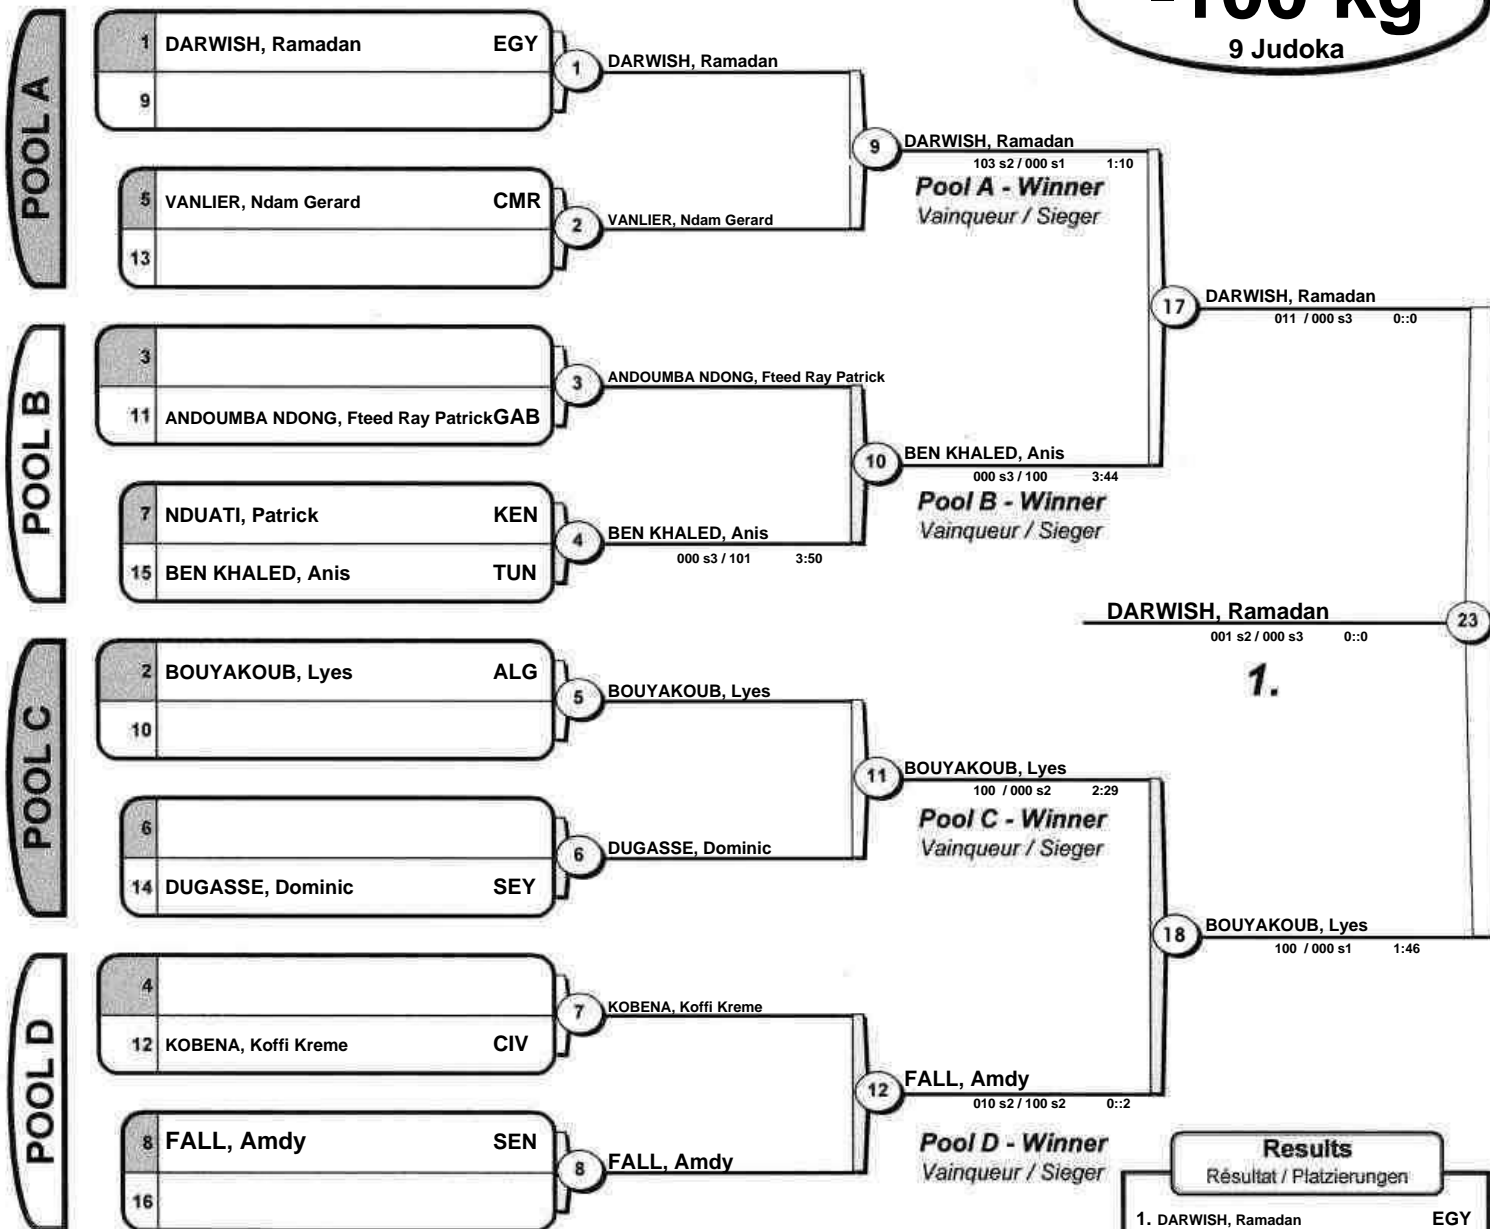 -100 kg
9 Judoka
POOL A
1 DARWISH, Ramadan EGY
9
5 VANLIER, Ndam Gerard CMR
13
1 DARWISH, Ramadan
2 VANLIER, Ndam Gerard
9 DARWISH, Ramadan
103 s2 / 000 s1 1:10
Pool A - Winner
Vainqueur / Sieger
POOL B
3
11 ANDOUMBA NDONG, Fteed Ray Patrick GAB
7 NDUATI, Patrick KEN
15 BEN KHALED, Anis TUN
3 ANDOUMBA NDONG, Fteed Ray Patrick
4 BEN KHALED, Anis
000 s3 / 101 3:50
10 BEN KHALED, Anis
000 s3 / 100 3:44
Pool B - Winner
Vainqueur / Sieger
17 DARWISH, Ramadan
011 / 000 s3 0::0
DARWISH, Ramadan 23
001 s2 / 000 s3 0::0
1.
POOL C
2 BOUYAKOUB, Lyes ALG
10
6
14 DUGASSE, Dominic SEY
5 BOUYAKOUB, Lyes
6 DUGASSE, Dominic
11 BOUYAKOUB, Lyes
100 / 000 s2 2:29
Pool C - Winner
Vainqueur / Sieger
POOL D
4
12 KOBENA, Koffi Kreme CIV
8 FALL, Amdy SEN
16
7 KOBENA, Koffi Kreme
8 FALL, Amdy
12 FALL, Amdy
010 s2 / 100 s2 0::2
Pool D - Winner
Vainqueur / Sieger
18 BOUYAKOUB, Lyes
100 / 000 s1 1:46
Results
Résultat / Platzierungen
1. DARWISH, Ramadan EGY